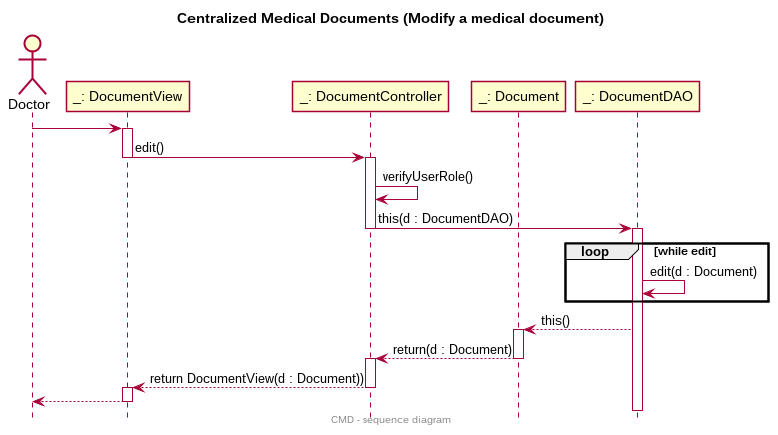 Centralized Medical Documents (Modify a medical document)
Doctor
_: DocumentView
_: DocumentController
_: Document
_: DocumentDAO
edit()
verifyUserRole()
this(d : DocumentDAO)
loop
[while edit]
edit(d : Document)
this()
return(d : Document)
return DocumentView(d : Document))
CMD - sequence diagram